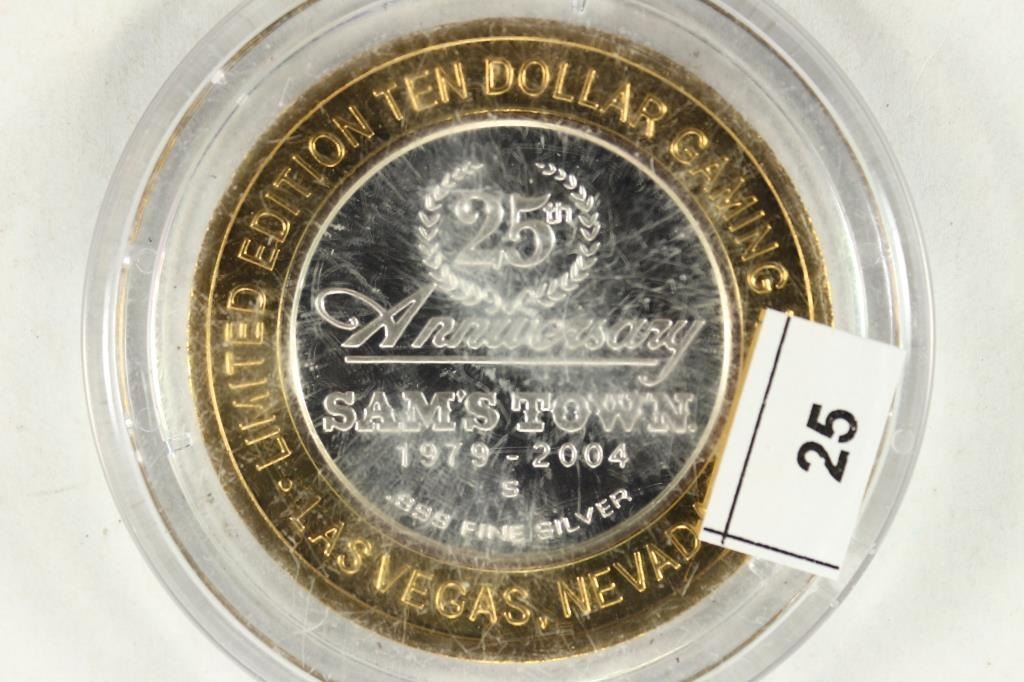 LIMITED EDITION TEN DOLLAR GAMING
25th
Anniversary
SAM'S TOWN.
1979 - 2004
S
.999 FINE SILVER
• LAS VEGAS, NEVADA
25